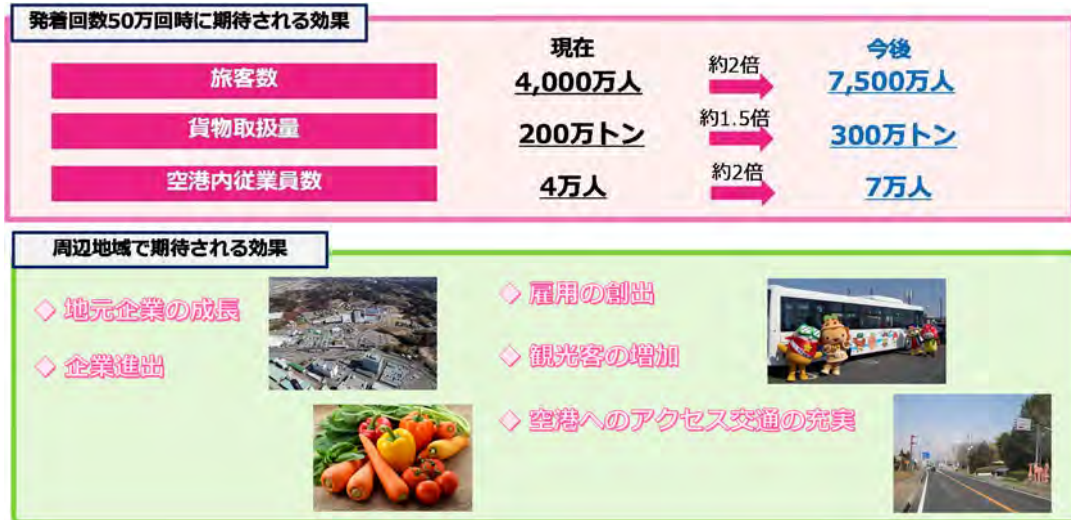 発着回数50万回時に期待される効果
現在
今後
旅客数
4,000万人
約2倍
7,500万人
貨物取扱量
200万トン
約1.5倍
300万トン
空港内従業員数
4万人
約2倍
7万人
周辺地域で期待される効果
◆ 地元企業の成長
◆ 企業進出
◆ 雇用の創出
◆ 観光客の増加
◆ 空港へのアクセス交通の充実